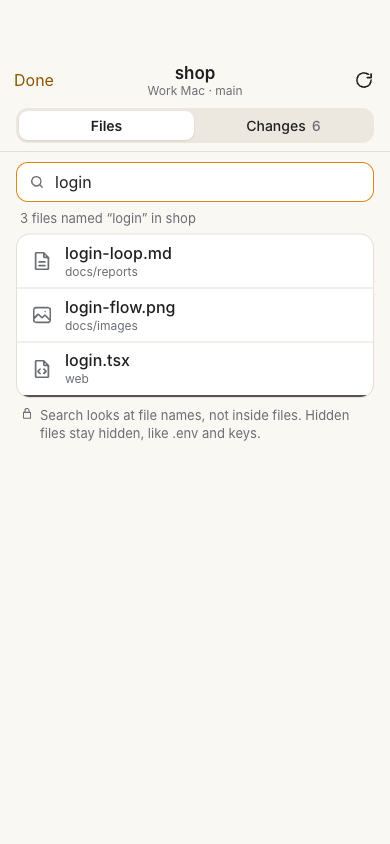 Done
shop
Work Mac · main
Files
Changes 6
login
3 files named “login” in shop
login-loop.md
docs/reports
login-flow.png
docs/images
login.tsx
web
Search looks at file names, not inside files. Hidden
files stay hidden, like .env and keys.